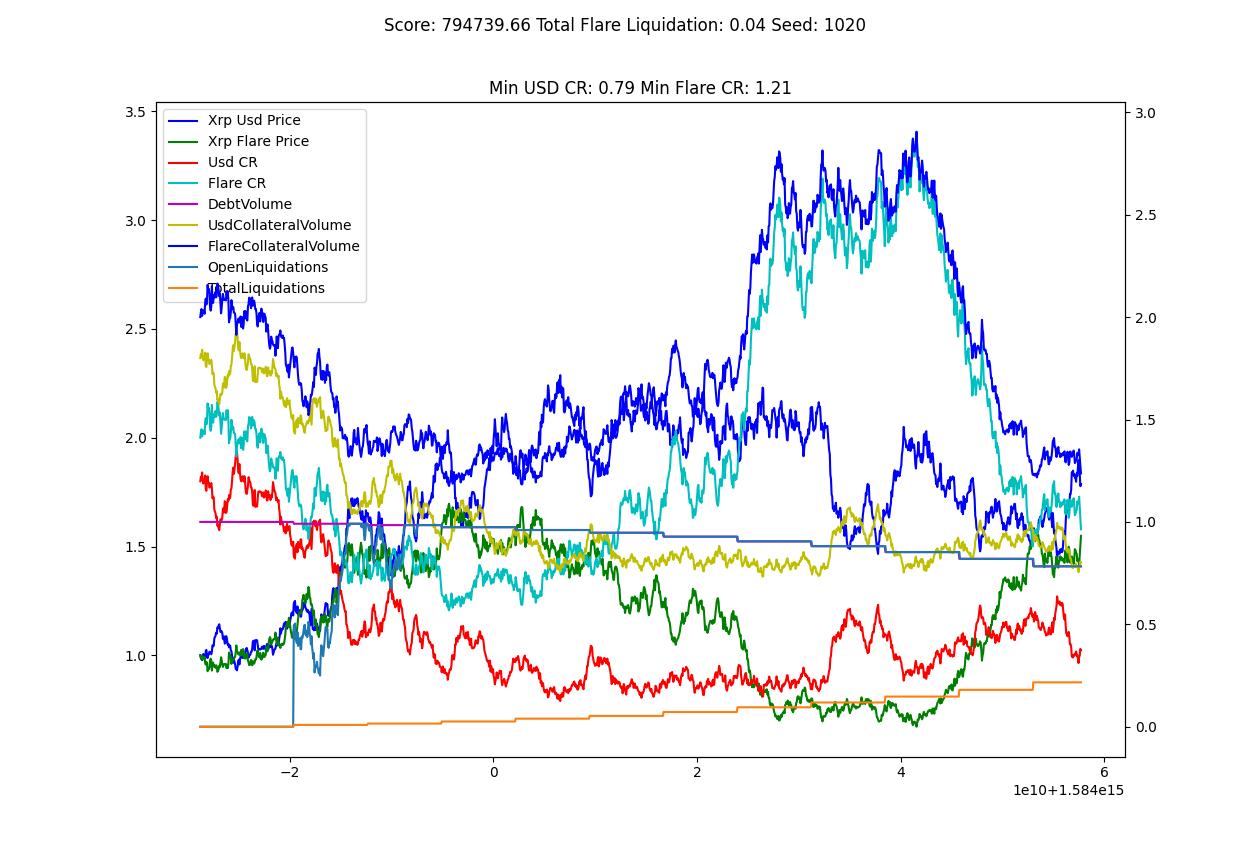 Score: 794739.66 Total Flare Liquidation: 0.04 Seed: 1020
Min USD CR: 0.79 Min Flare CR: 1.21
Xrp Usd Price
Xrp Flare Price
Usd CR
Flare CR
DebtVolume
UsdCollateralVolume
FlareCollateralVolume
OpenLiquidations
TotalLiquidations
3.5
3.0
2.5
2.0
1.5
1.0
3.0
2.5
2.0
1.5
1.0
0.5
0.0
−2 0 2 4 6
1e10+1.584e15